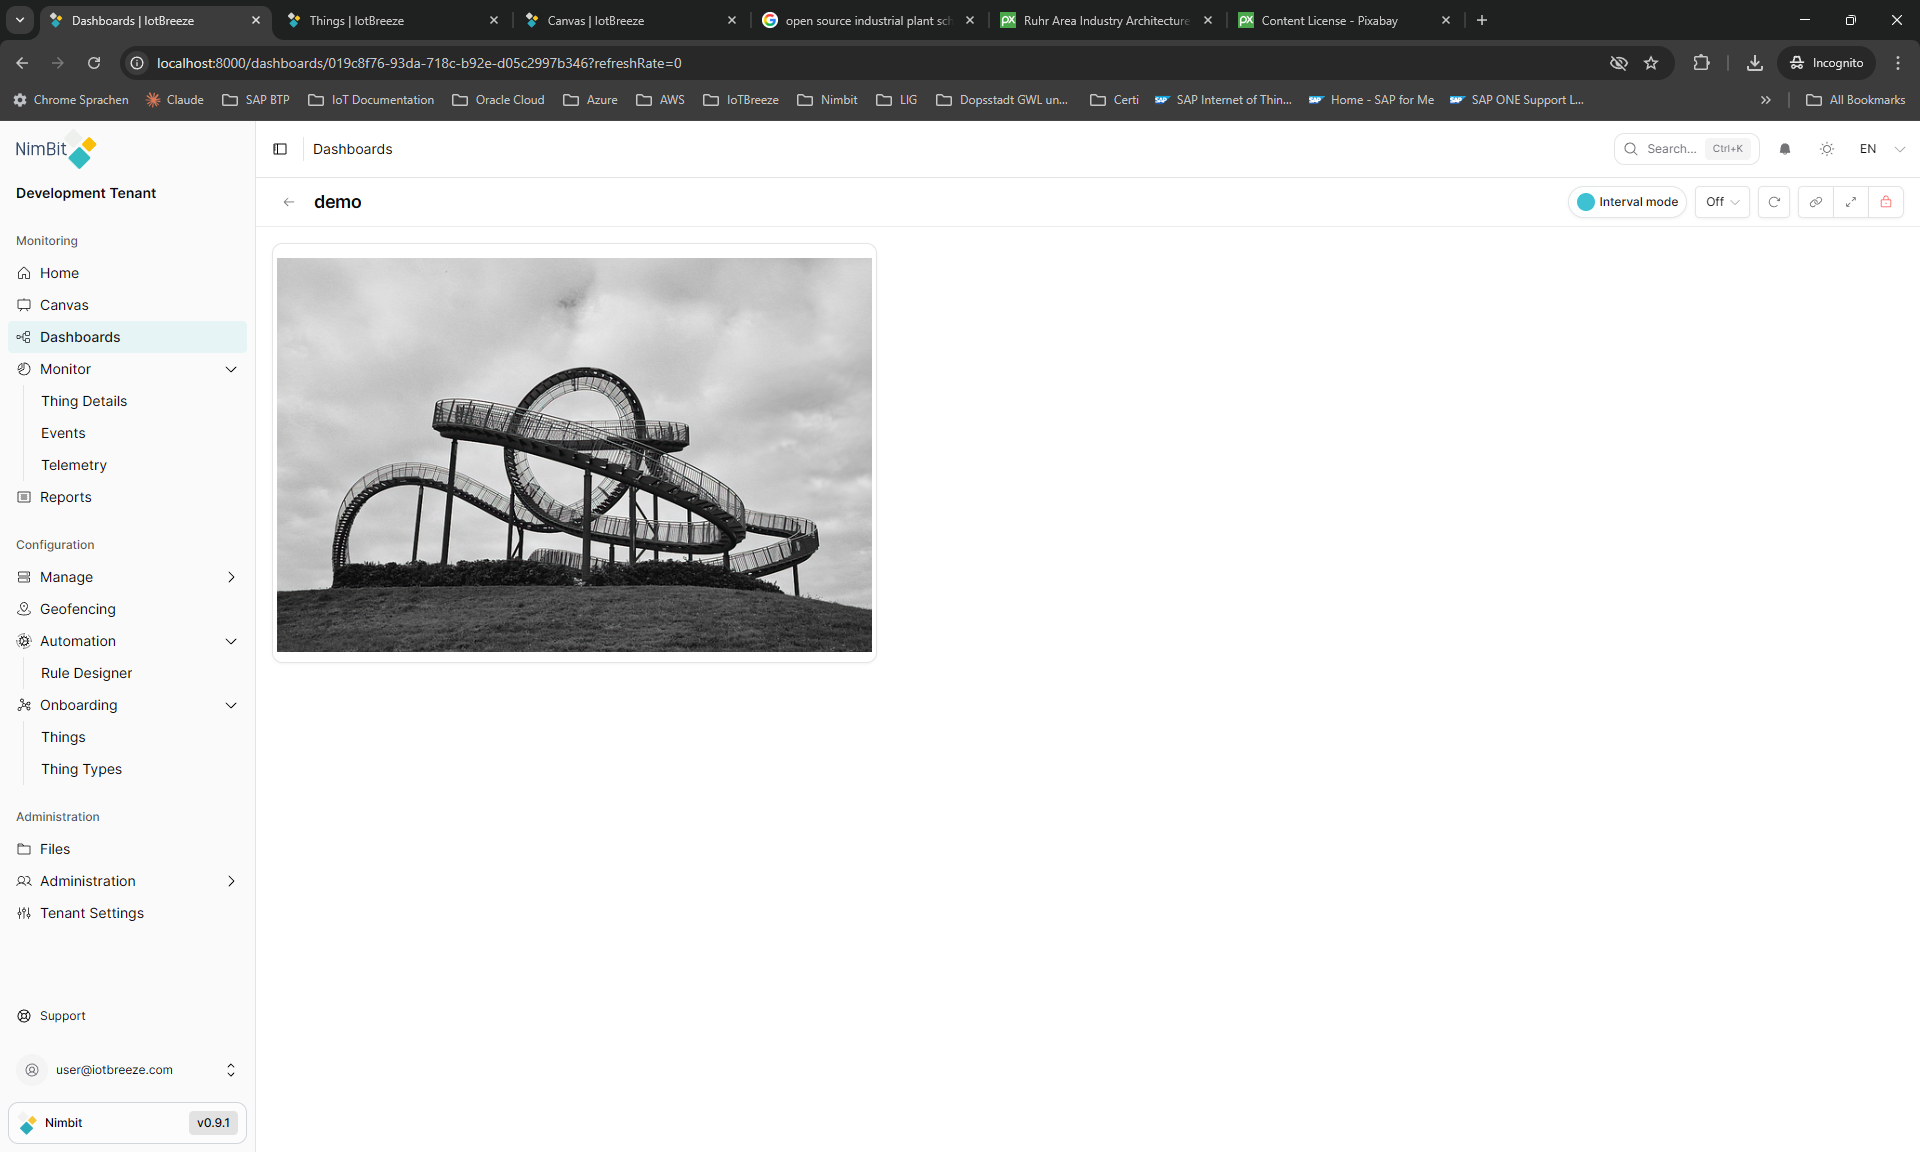 Dashboards | IotBreeze
Things | IotBreeze
Canvas | IotBreeze
open source industrial plant sch
Ruhr Area Industry Architecture
Content License - Pixabay
localhost:8000/dashboards/019c8f76-93da-718c-b92e-d05c2997b346?refreshRate=0
Incognito
Chrome Sprachen
Claude
SAP BTP
IoT Documentation
Oracle Cloud
Azure
AWS
IoTBreeze
Nimbit
LIG
Dopsstadt GWL un...
Certi
SAP Internet of Thin...
Home - SAP for Me
SAP ONE Support L...
All Bookmarks
NimBit
Dashboards
Search...
Ctrl+K
EN
Development Tenant
demo
Interval mode
Off
Monitoring
Home
Canvas
Dashboards
Monitor
Thing Details
Events
Telemetry
Reports
Configuration
Manage
Geofencing
Automation
Rule Designer
Onboarding
Things
Thing Types
Administration
Files
Administration
Tenant Settings
Support
user@iotbreeze.com
Nimbit
v0.9.1